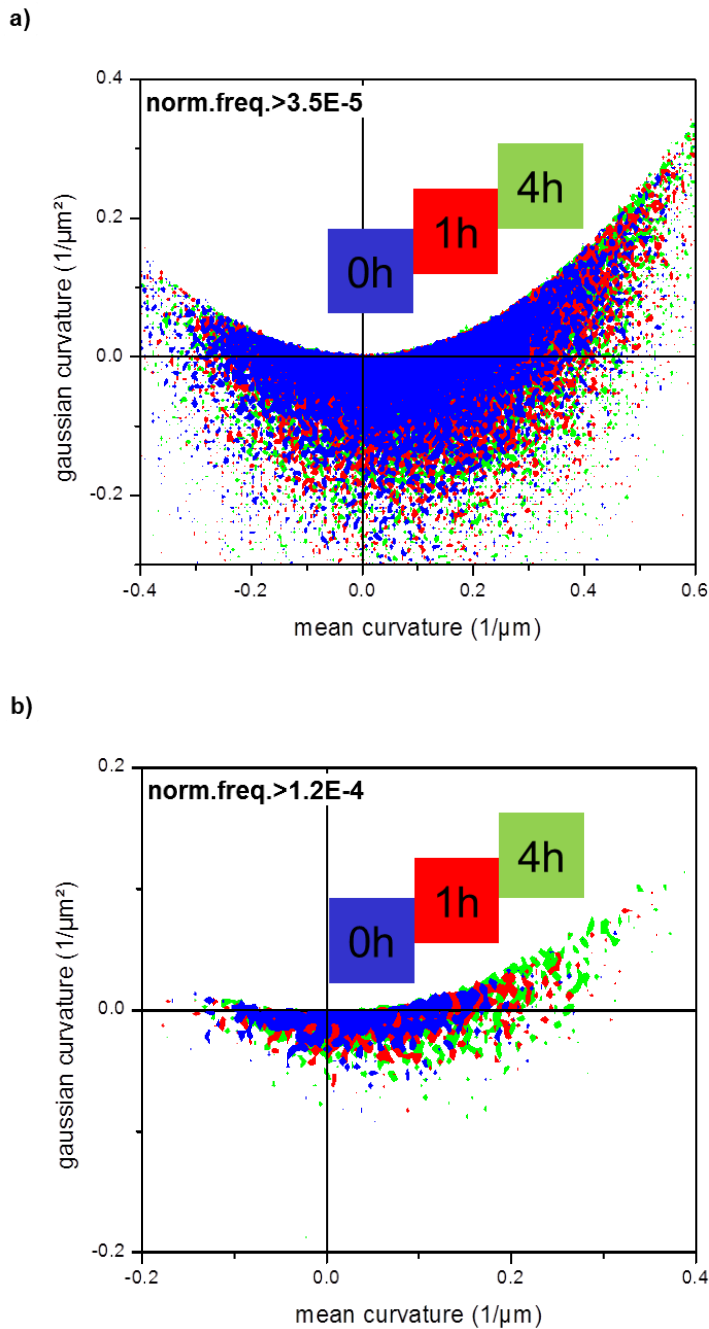 a)
norm.freq.>3.5E-5
0.4
0.2
0.0
-0.2
gaussian curvature (1/µm²)
0h
1h
4h
-0.4
-0.2
0.0
0.2
0.4
0.6
mean curvature (1/µm)
b)
norm.freq.>1.2E-4
0.2
0.0
-0.2
gaussian curvature (1/µm²)
0h
1h
4h
-0.2
0.0
0.2
0.4
mean curvature (1/µm)